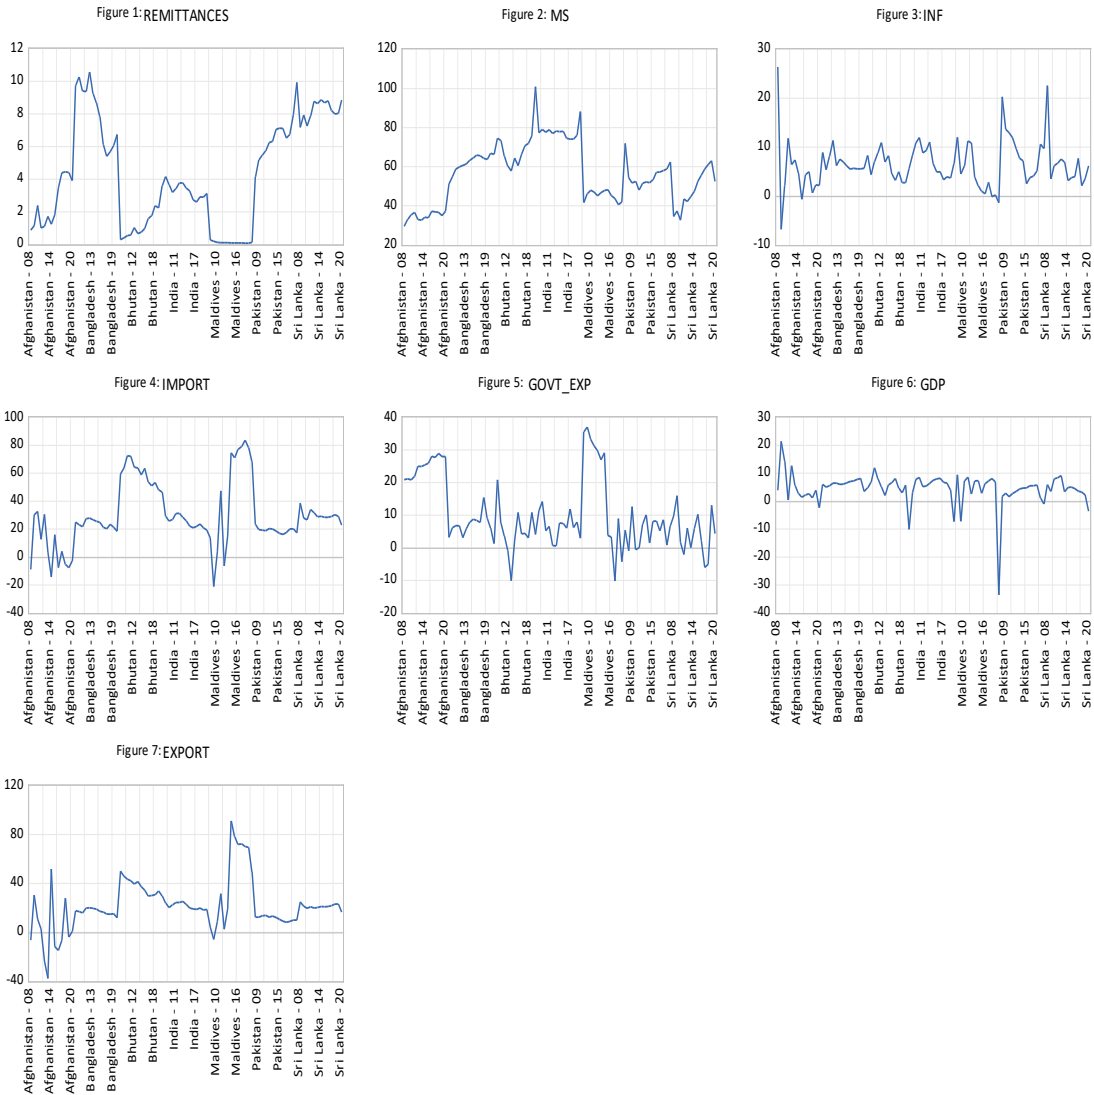 Figure 1: REMITTANCES
12
10
8
6
4
2
0
Afghanistan - 08
Afghanistan - 14
Afghanistan - 20
Bangladesh - 13
Bangladesh - 19
Bhutan - 12
Bhutan - 18
India - 11
India - 17
Maldives - 10
Maldives - 16
Pakistan - 09
Pakistan - 15
Sri Lanka - 08
Sri Lanka - 14
Sri Lanka - 20
Figure 2: MS
120
100
80
60
40
20
Afghanistan - 08
Afghanistan - 14
Afghanistan - 20
Bangladesh - 13
Bangladesh - 19
Bhutan - 12
Bhutan - 18
India - 11
India - 17
Maldives - 10
Maldives - 16
Pakistan - 09
Pakistan - 15
Sri Lanka - 08
Sri Lanka - 14
Sri Lanka - 20
Figure 3: INF
30
20
10
0
-10
Afghanistan - 08
Afghanistan - 14
Afghanistan - 20
Bangladesh - 13
Bangladesh - 19
Bhutan - 12
Bhutan - 18
India - 11
India - 17
Maldives - 10
Maldives - 16
Pakistan - 09
Pakistan - 15
Sri Lanka - 08
Sri Lanka - 14
Sri Lanka - 20
Figure 4: IMPORT
100
80
60
40
20
0
-20
-40
Afghanistan - 08
Afghanistan - 14
Afghanistan - 20
Bangladesh - 13
Bangladesh - 19
Bhutan - 12
Bhutan - 18
India - 11
India - 17
Maldives - 10
Maldives - 16
Pakistan - 09
Pakistan - 15
Sri Lanka - 08
Sri Lanka - 14
Sri Lanka - 20
Figure 5: GOVT_EXP
40
30
20
10
0
-10
-20
Afghanistan - 08
Afghanistan - 14
Afghanistan - 20
Bangladesh - 13
Bangladesh - 19
Bhutan - 12
Bhutan - 18
India - 11
India - 17
Maldives - 10
Maldives - 16
Pakistan - 09
Pakistan - 15
Sri Lanka - 08
Sri Lanka - 14
Sri Lanka - 20
Figure 6: GDP
30
20
10
0
-10
-20
-30
-40
Afghanistan - 08
Afghanistan - 14
Afghanistan - 20
Bangladesh - 13
Bangladesh - 19
Bhutan - 12
Bhutan - 18
India - 11
India - 17
Maldives - 10
Maldives - 16
Pakistan - 09
Pakistan - 15
Sri Lanka - 08
Sri Lanka - 14
Sri Lanka - 20
Figure 7: EXPORT
120
80
40
0
-40
Afghanistan - 08
Afghanistan - 14
Afghanistan - 20
Bangladesh - 13
Bangladesh - 19
Bhutan - 12
Bhutan - 18
India - 11
India - 17
Maldives - 10
Maldives - 16
Pakistan - 09
Pakistan - 15
Sri Lanka - 08
Sri Lanka - 14
Sri Lanka - 20